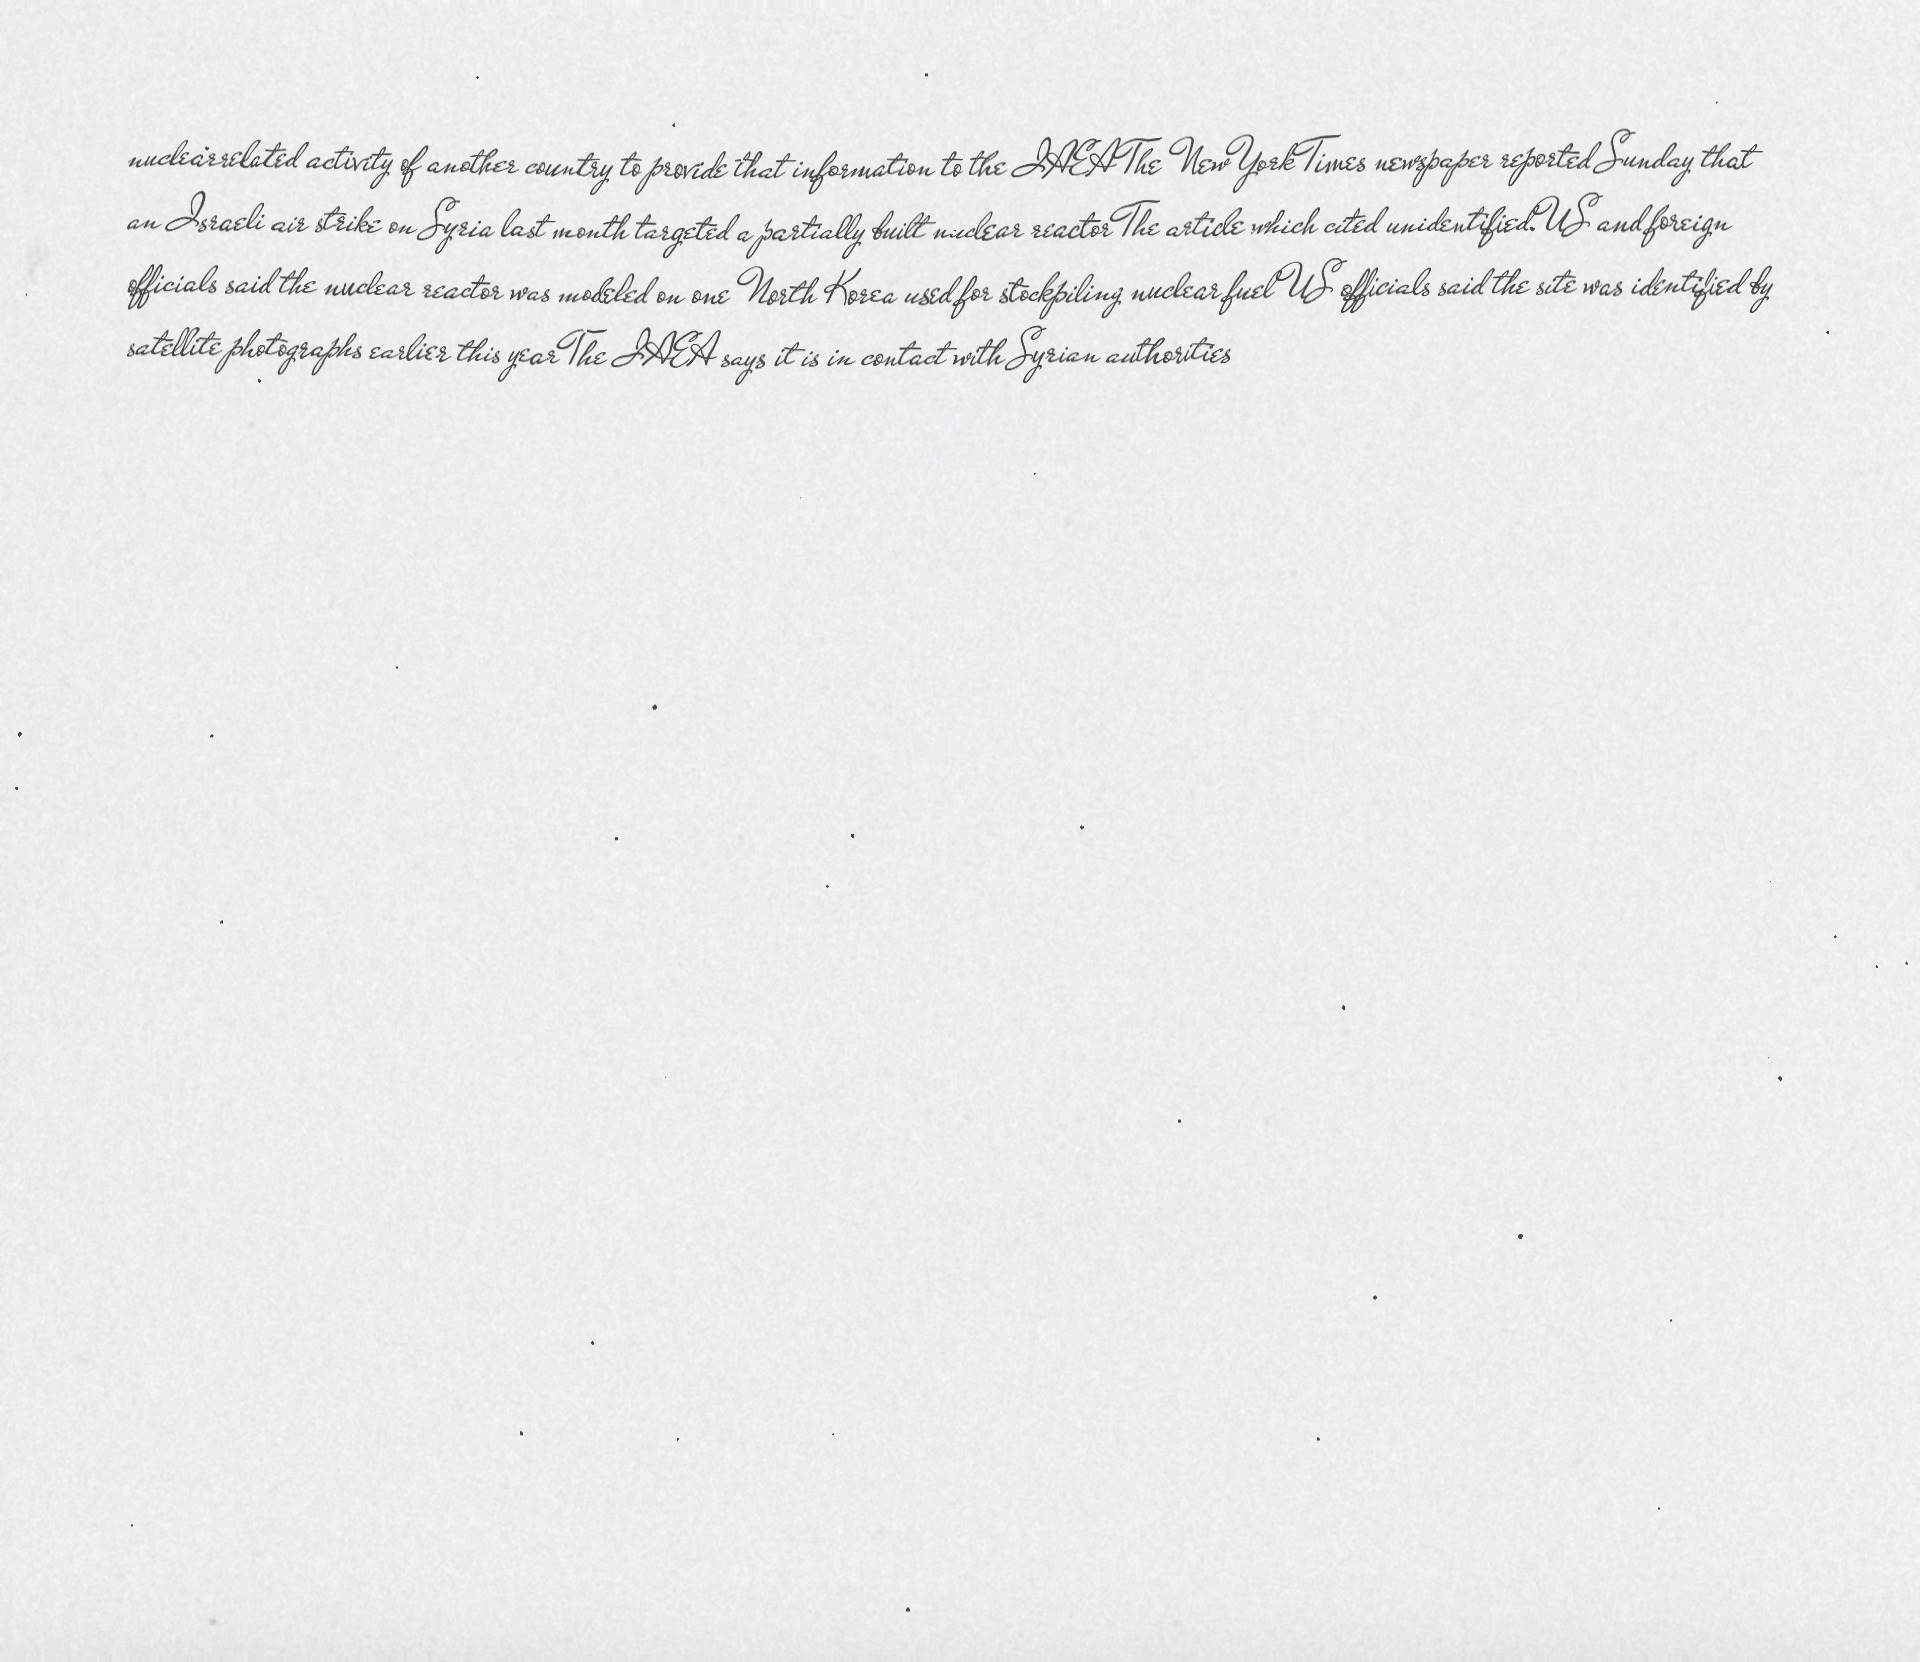 nuclearrelated activity of another country to provide that information to the IAEA The New York Times newspaper reported Sunday that
an Israeli air strike on Syria last month targeted a partially built nuclear reactor The article which cited unidentified US and foreign
officials said the nuclear reactor was modeled on one North Korea used for stockpiling nuclear fuel US officials said the site was identified by
satellite photographs earlier this year The IAEA says it is in contact with Syrian authorities